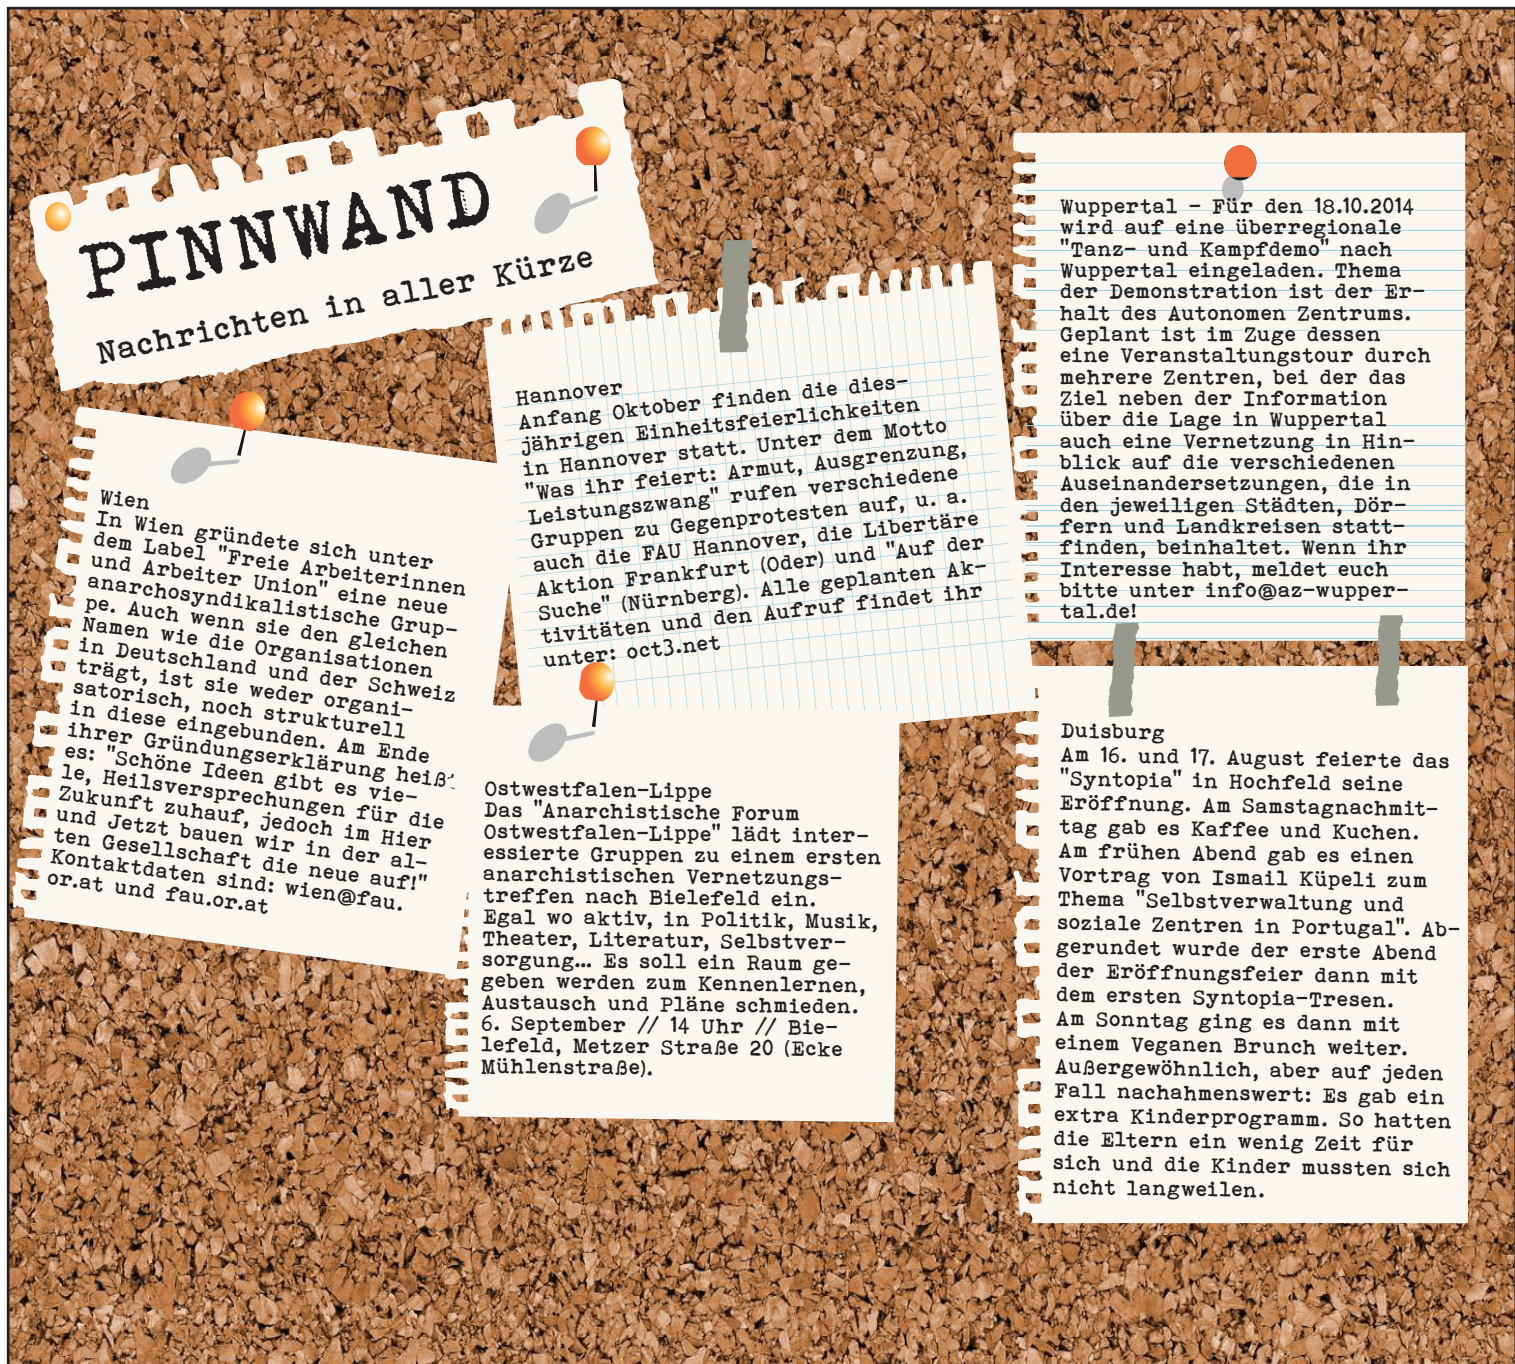 PINNWAND
Nachrichten in aller Kürze
Wien
In Wien gründete sich unter
dem Label "Freie Arbeiterinnen
und Arbeiter Union" eine neue
anarchosyndikalistische Grup-
pe. Auch wenn sie den gleichen
Namen wie die Organisationen
in Deutschland und der Schweiz
trägt, ist sie weder organi-
satorisch, noch strukturell
in diese eingebunden. Am Ende
ihrer Gründungserklärung heißt
es: "Schöne Ideen gibt es vie-
le, Heilsversprechungen für die
Zukunft zuhauf, jedoch im Hier
und Jetzt bauen wir in der al-
ten Gesellschaft die neue auf!"
Kontaktdaten sind: wien@fau.
or.at und fau.or.at
Hannover
Anfang Oktober finden die dies-
jährigen Einheitsfeierlichkeiten
in Hannover statt. Unter dem Motto
"Was ihr feiert: Armut, Ausgrenzung,
Leistungszwang" rufen verschiedene
Gruppen zu Gegenprotesten auf, u. a.
auch die FAU Hannover, die Libertäre
Aktion Frankfurt (Oder) und "Auf der
Suche" (Nürnberg). Alle geplanten Ak-
tivitäten und den Aufruf findet ihr
unter: oct3.net
Ostwestfalen-Lippe
Das "Anarchistische Forum
Ostwestfalen-Lippe" lädt inter-
essierte Gruppen zu einem ersten
anarchistischen Vernetzungs-
treffen nach Bielefeld ein.
Egal wo aktiv, in Politik, Musik,
Theater, Literatur, Selbstver-
sorgung... Es soll ein Raum ge-
geben werden zum Kennenlernen,
Austausch und Pläne schmieden.
6. September // 14 Uhr // Bie-
lefeld, Metzer Straße 20 (Ecke
Mühlenstraße).
Wuppertal - Für den 18.10.2014
wird auf eine überregionale
"Tanz- und Kampfdemo" nach
Wuppertal eingeladen. Thema
der Demonstration ist der Er-
halt des Autonomen Zentrums.
Geplant ist im Zuge dessen
eine Veranstaltungstour durch
mehrere Zentren, bei der das
Ziel neben der Information
über die Lage in Wuppertal
auch eine Vernetzung in Hin-
blick auf die verschiedenen
Auseinandersetzungen, die in
den jeweiligen Städten, Dör-
fern und Landkreisen statt-
finden, beinhaltet. Wenn ihr
Interesse habt, meldet euch
bitte unter info@az-wupper-
tal.de!
Duisburg
Am 16. und 17. August feierte das
"Syntopia" in Hochfeld seine
Eröffnung. Am Samstagnachmit-
tag gab es Kaffee und Kuchen.
Am frühen Abend gab es einen
Vortrag von Ismail Küpeli zum
Thema "Selbstverwaltung und
soziale Zentren in Portugal". Ab-
gerundet wurde der erste Abend
der Eröffnungsfeier dann mit
dem ersten Syntopia-Tresen.
Am Sonntag ging es dann mit
einem Veganen Brunch weiter.
Außergewöhnlich, aber auf jeden
Fall nachahmenswert: Es gab ein
extra Kinderprogramm. So hatten
die Eltern ein wenig Zeit für
sich und die Kinder mussten sich
nicht langweilen.